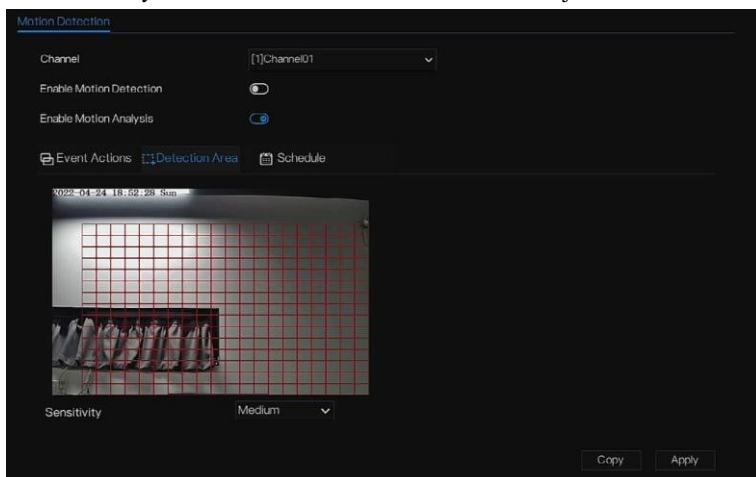 Motion Detection
Channel [1]Channel01
Enable Motion Detection
Enable Motion Analysis
Event Actions Detection Area Schedule
2022-04-24 18:52:28 Sun
Sensitivity Medium
Copy Apply